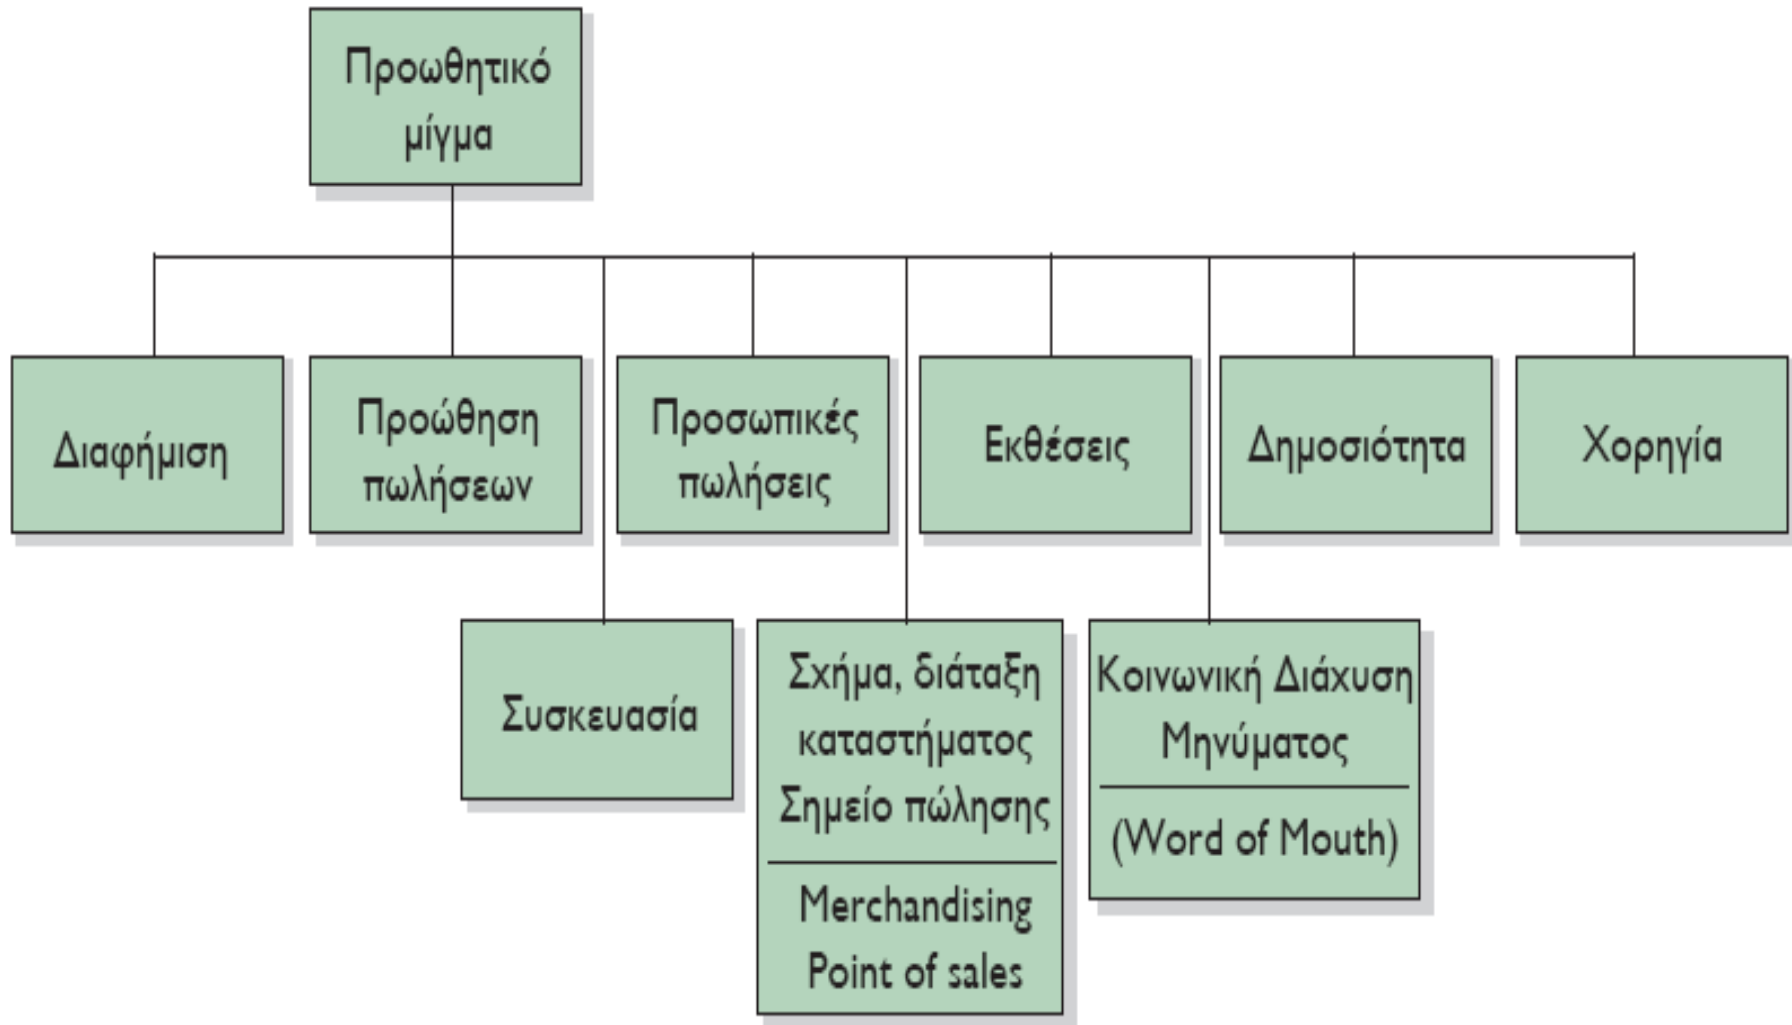 Προωθητικό
μίγμα
Διαφήμιση
Προώθηση
πωλήσεων
Προσωπικές
πωλήσεις
Εκθέσεις
Δημοσιότητα
Χορηγία
Συσκευασία
Σχήμα, διάταξη
καταστήματος
Σημείο πώλησης
Merchandising
Point of sales
Κοινωνική Διάχυση
Μηνύματος
(Word of Mouth)